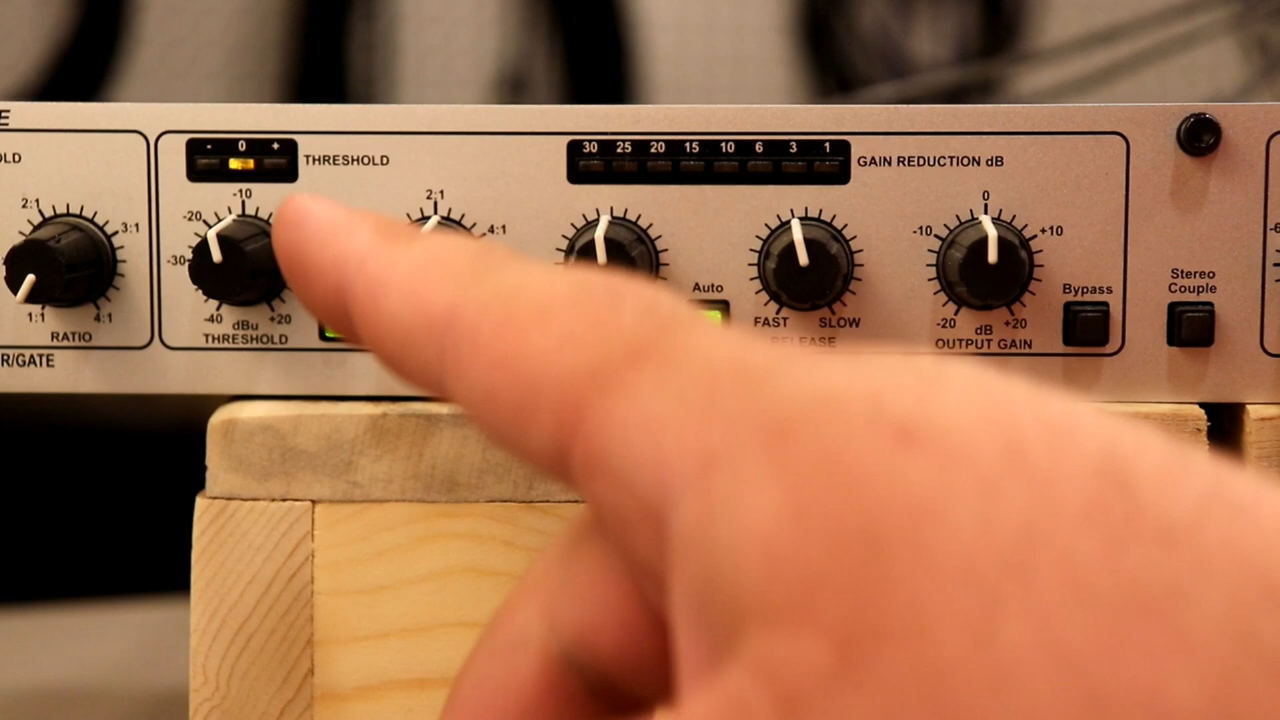 E
OLD
- 0 +
THRESHOLD
30 25 20 15 10 6 3 1
GAIN REDUCTION dB
2:1
3:1
1:1
4:1
RATIO
-10
-20
-30
-40
dBu
+20
THRESHOLD
2:1
4:1
Auto
FAST
SLOW
RELEASE
0
-10
+10
-20
dB
+20
OUTPUT GAIN
Bypass
Stereo
Couple
-6
R/GATE